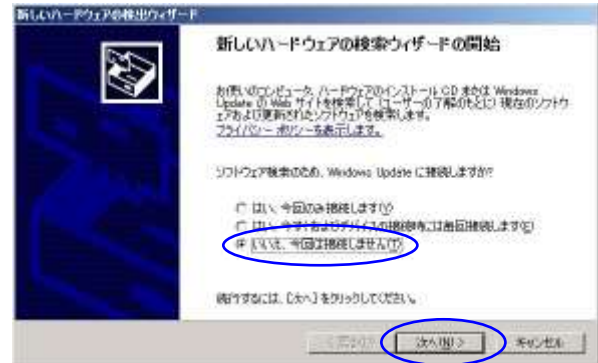 新しいハードウェアの検出ウィザード
新しいハードウェアの検索ウィザードの開始
お使いのコンピュータ、ハードウェアのインストール CD または Windows
Update の Web サイトを検索して (ユーザーの了解のもとに) 現在のソフトウ
ェアおよび更新されたソフトウェアを検索します。
プライバシー ポリシーを表示します。
ソフトウェア検索のため、Windows Update に接続しますか?
はい、今回のみ接続します(Y)
はい、今すぐおよびデバイスの接続時には毎回接続します(E)
いいえ、今回は接続しません(T)
続行するには、[次へ] をクリックしてください。
< 戻る(B)
次へ(N) >
キャンセル